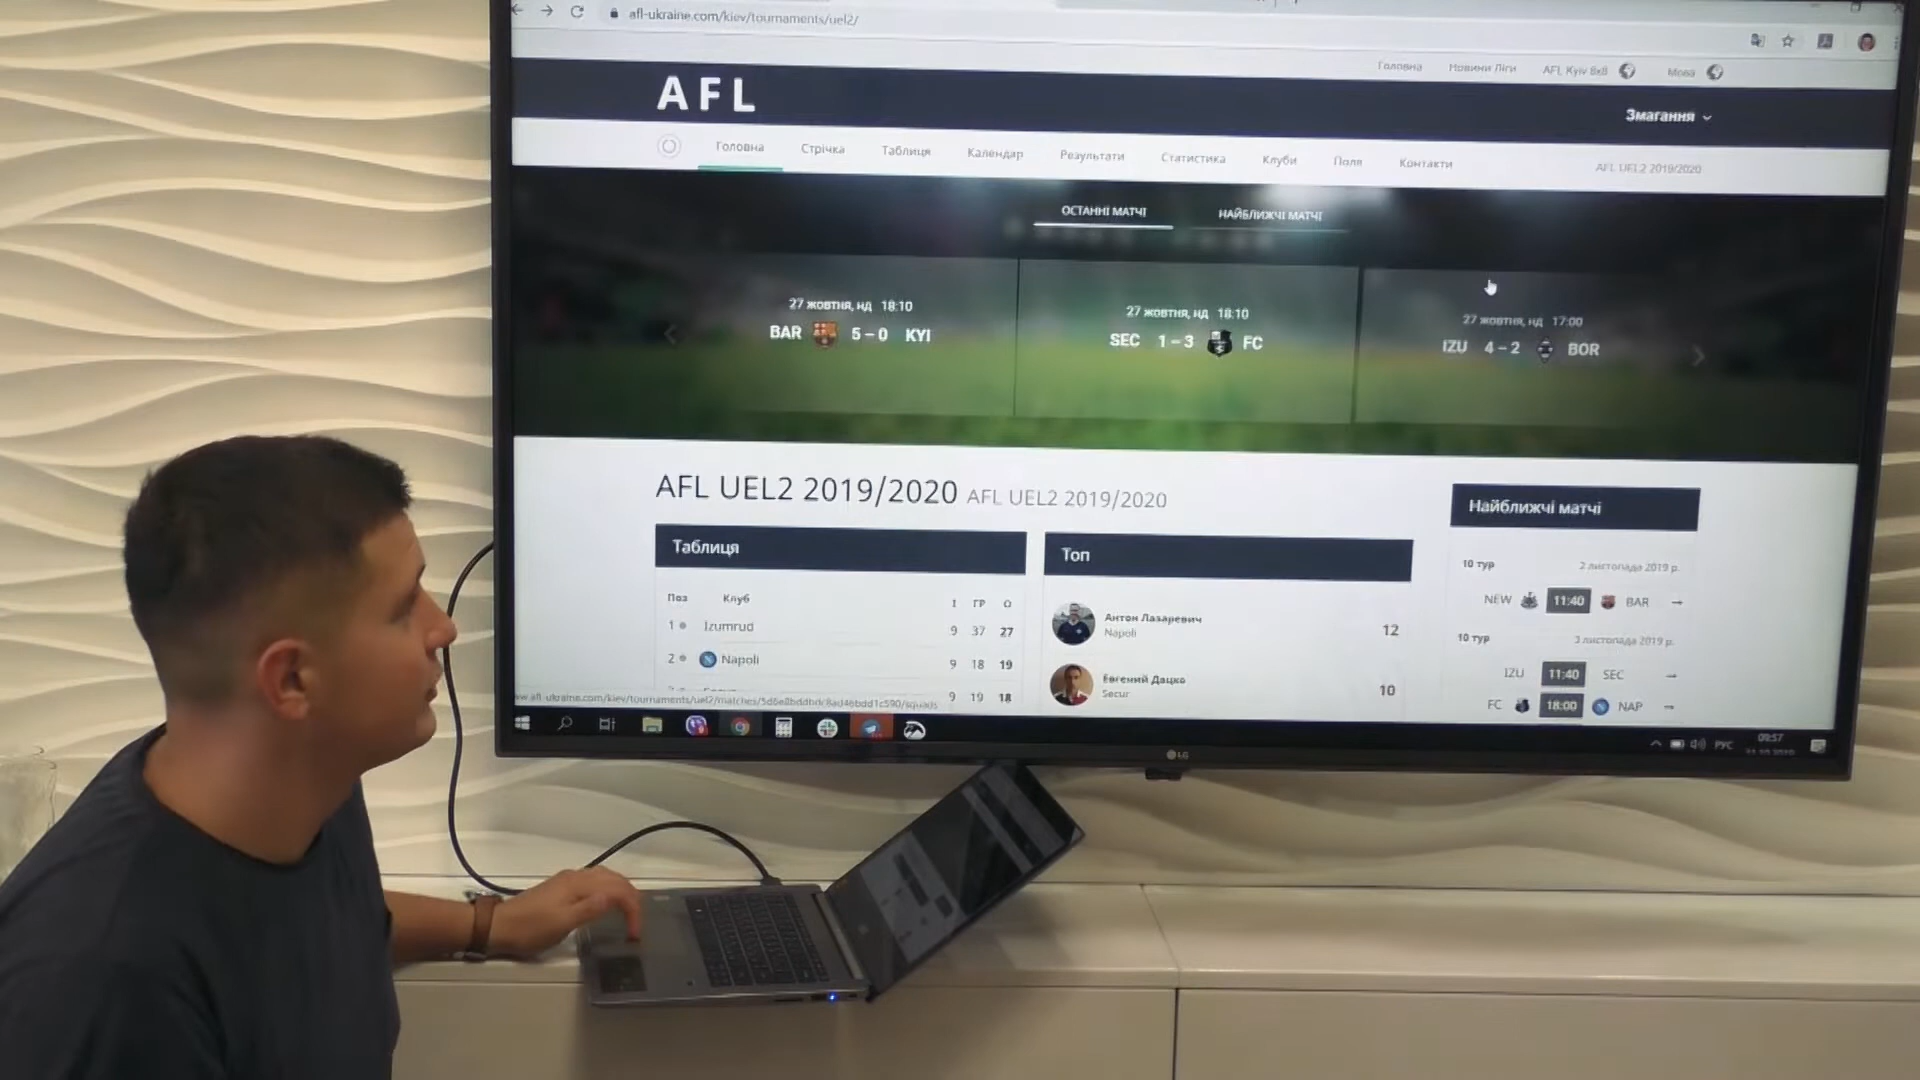 afl-ukraine.com/kiev/tournaments/uel2/
Головна Новини Ліги AFL Kyiv 8x8 Мова
AFL
Змагання
Головна Стрічка Таблиця Календар Результати Статистика Клуби Поля Контакти AFL UEL2 2019/2020
ОСТАННІ МАТЧІ НАЙБЛИЖЧІ МАТЧІ
27 жовтня, нд 18:10
BAR 5 – 0 KYI
27 жовтня, нд 18:10
SEC 1 – 3 FC
27 жовтня, нд 17:00
IZU 4 – 2 BOR
AFL UEL2 2019/2020 AFL UEL2 2019/2020
Таблиця
Поз Клуб І ГР О
1 Izumrud 9 37 27
2 Napoli 9 18 19
9 19 18
Топ
Антон Лазаревич
Napoli
12
Евгений Дацко
Secur
10
Найближчі матчі
10 тур 2 листопада 2019 р.
NEW 11:40 BAR →
10 тур 3 листопада 2019 р.
IZU 11:40 SEC →
FC 18:00 NAP →
РУС
09:57
LG